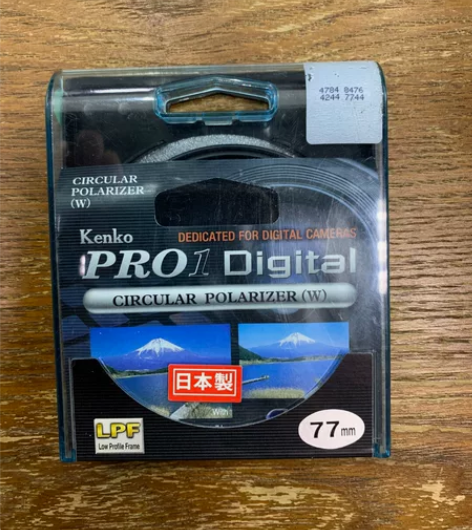 4784 8476
4244 7744
CIRCULAR
POLARIZER
(W)
Kenko
DEDICATED FOR DIGITAL CAMERAS
PRO1 Digital
CIRCULAR POLARIZER (W)
日本製
With
LPF
Low Profile Frame
77mm